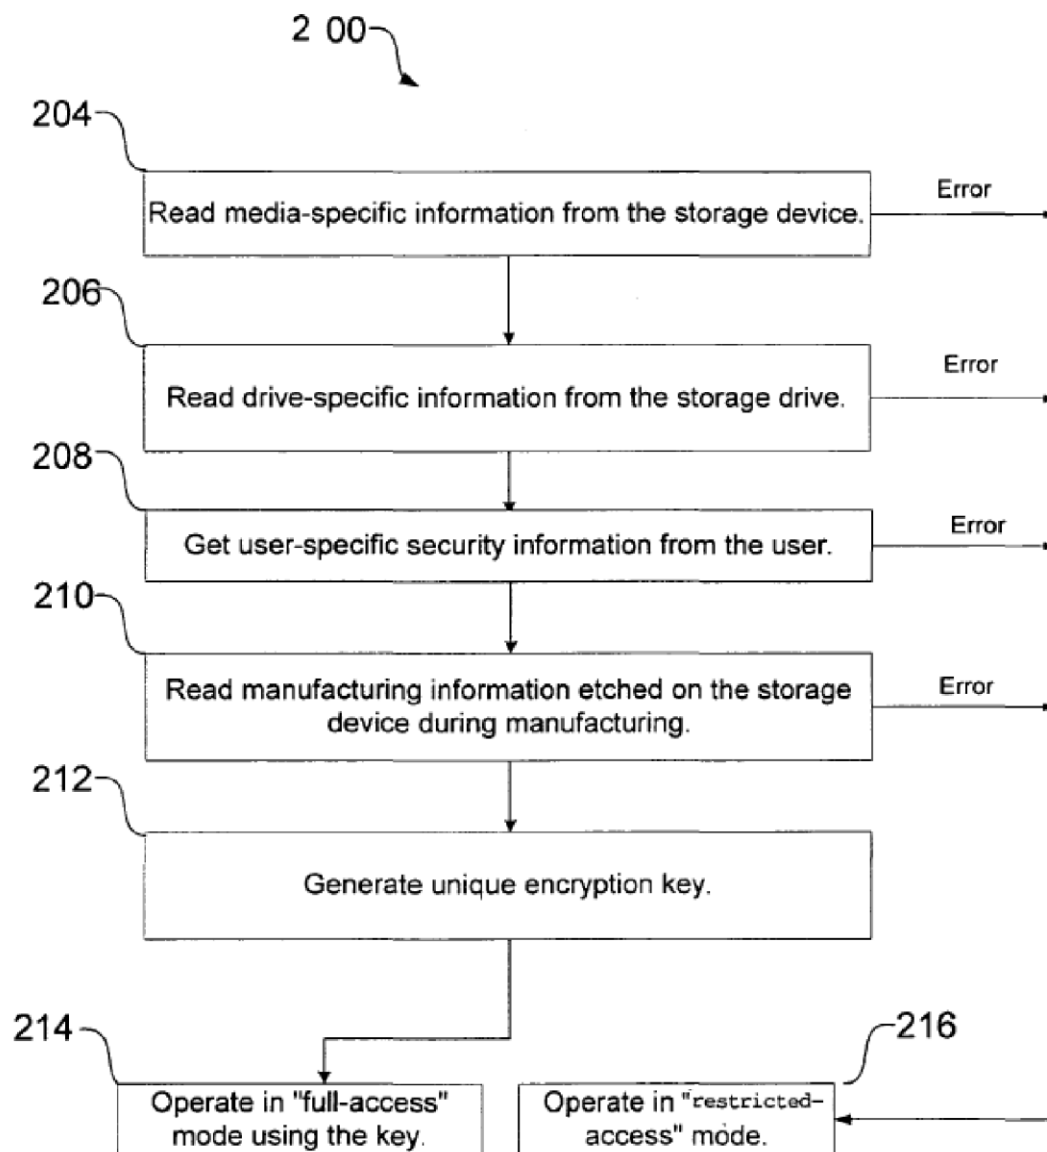 2 00
204
Read media-specific information from the storage device.
Error
206
Read drive-specific information from the storage drive.
Error
208
Get user-specific security information from the user.
Error
210
Read manufacturing information etched on the storage
device during manufacturing.
Error
212
Generate unique encryption key.
214
Operate in "full-access"
mode using the key.
216
Operate in "restricted-
access" mode.